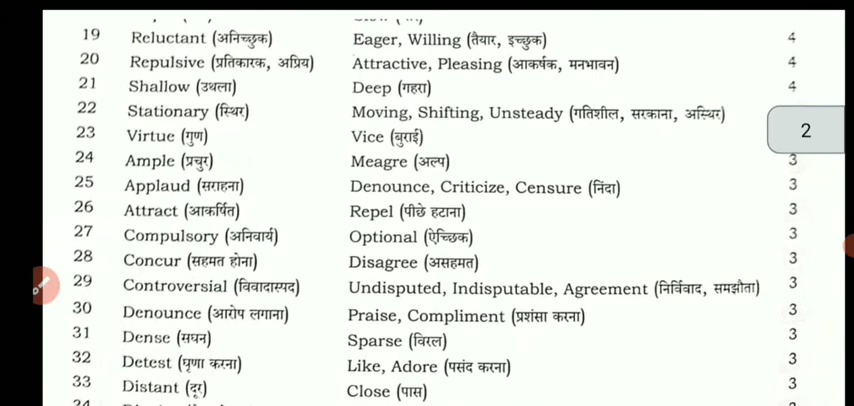 19 Reluctant (अनिच्छुक) Eager, Willing (तैयार, इच्छुक) 4
20 Repulsive (प्रतिकारक, अप्रिय) Attractive, Pleasing (आकर्षक, मनभावन) 4
21 Shallow (उथला) Deep (गहरा) 4
22 Stationary (स्थिर) Moving, Shifting, Unsteady (गतिशील, सरकाना, अस्थिर)
2
23 Virtue (गुण) Vice (बुराई)
24 Ample (प्रचुर) Meagre (अल्प) 3
25 Applaud (सराहना) Denounce, Criticize, Censure (निंदा) 3
26 Attract (आकर्षित) Repel (पीछे हटाना) 3
27 Compulsory (अनिवार्य) Optional (ऐच्छिक) 3
28 Concur (सहमत होना) Disagree (असहमत) 3
29 Controversial (विवादास्पद) Undisputed, Indisputable, Agreement (निर्विवाद, समझौता) 3
30 Denounce (आरोप लगाना) Praise, Compliment (प्रशंसा करना) 3
31 Dense (सघन) Sparse (विरल) 3
32 Detest (घृणा करना) Like, Adore (पसंद करना) 3
33 Distant (दूर) Close (पास) 3